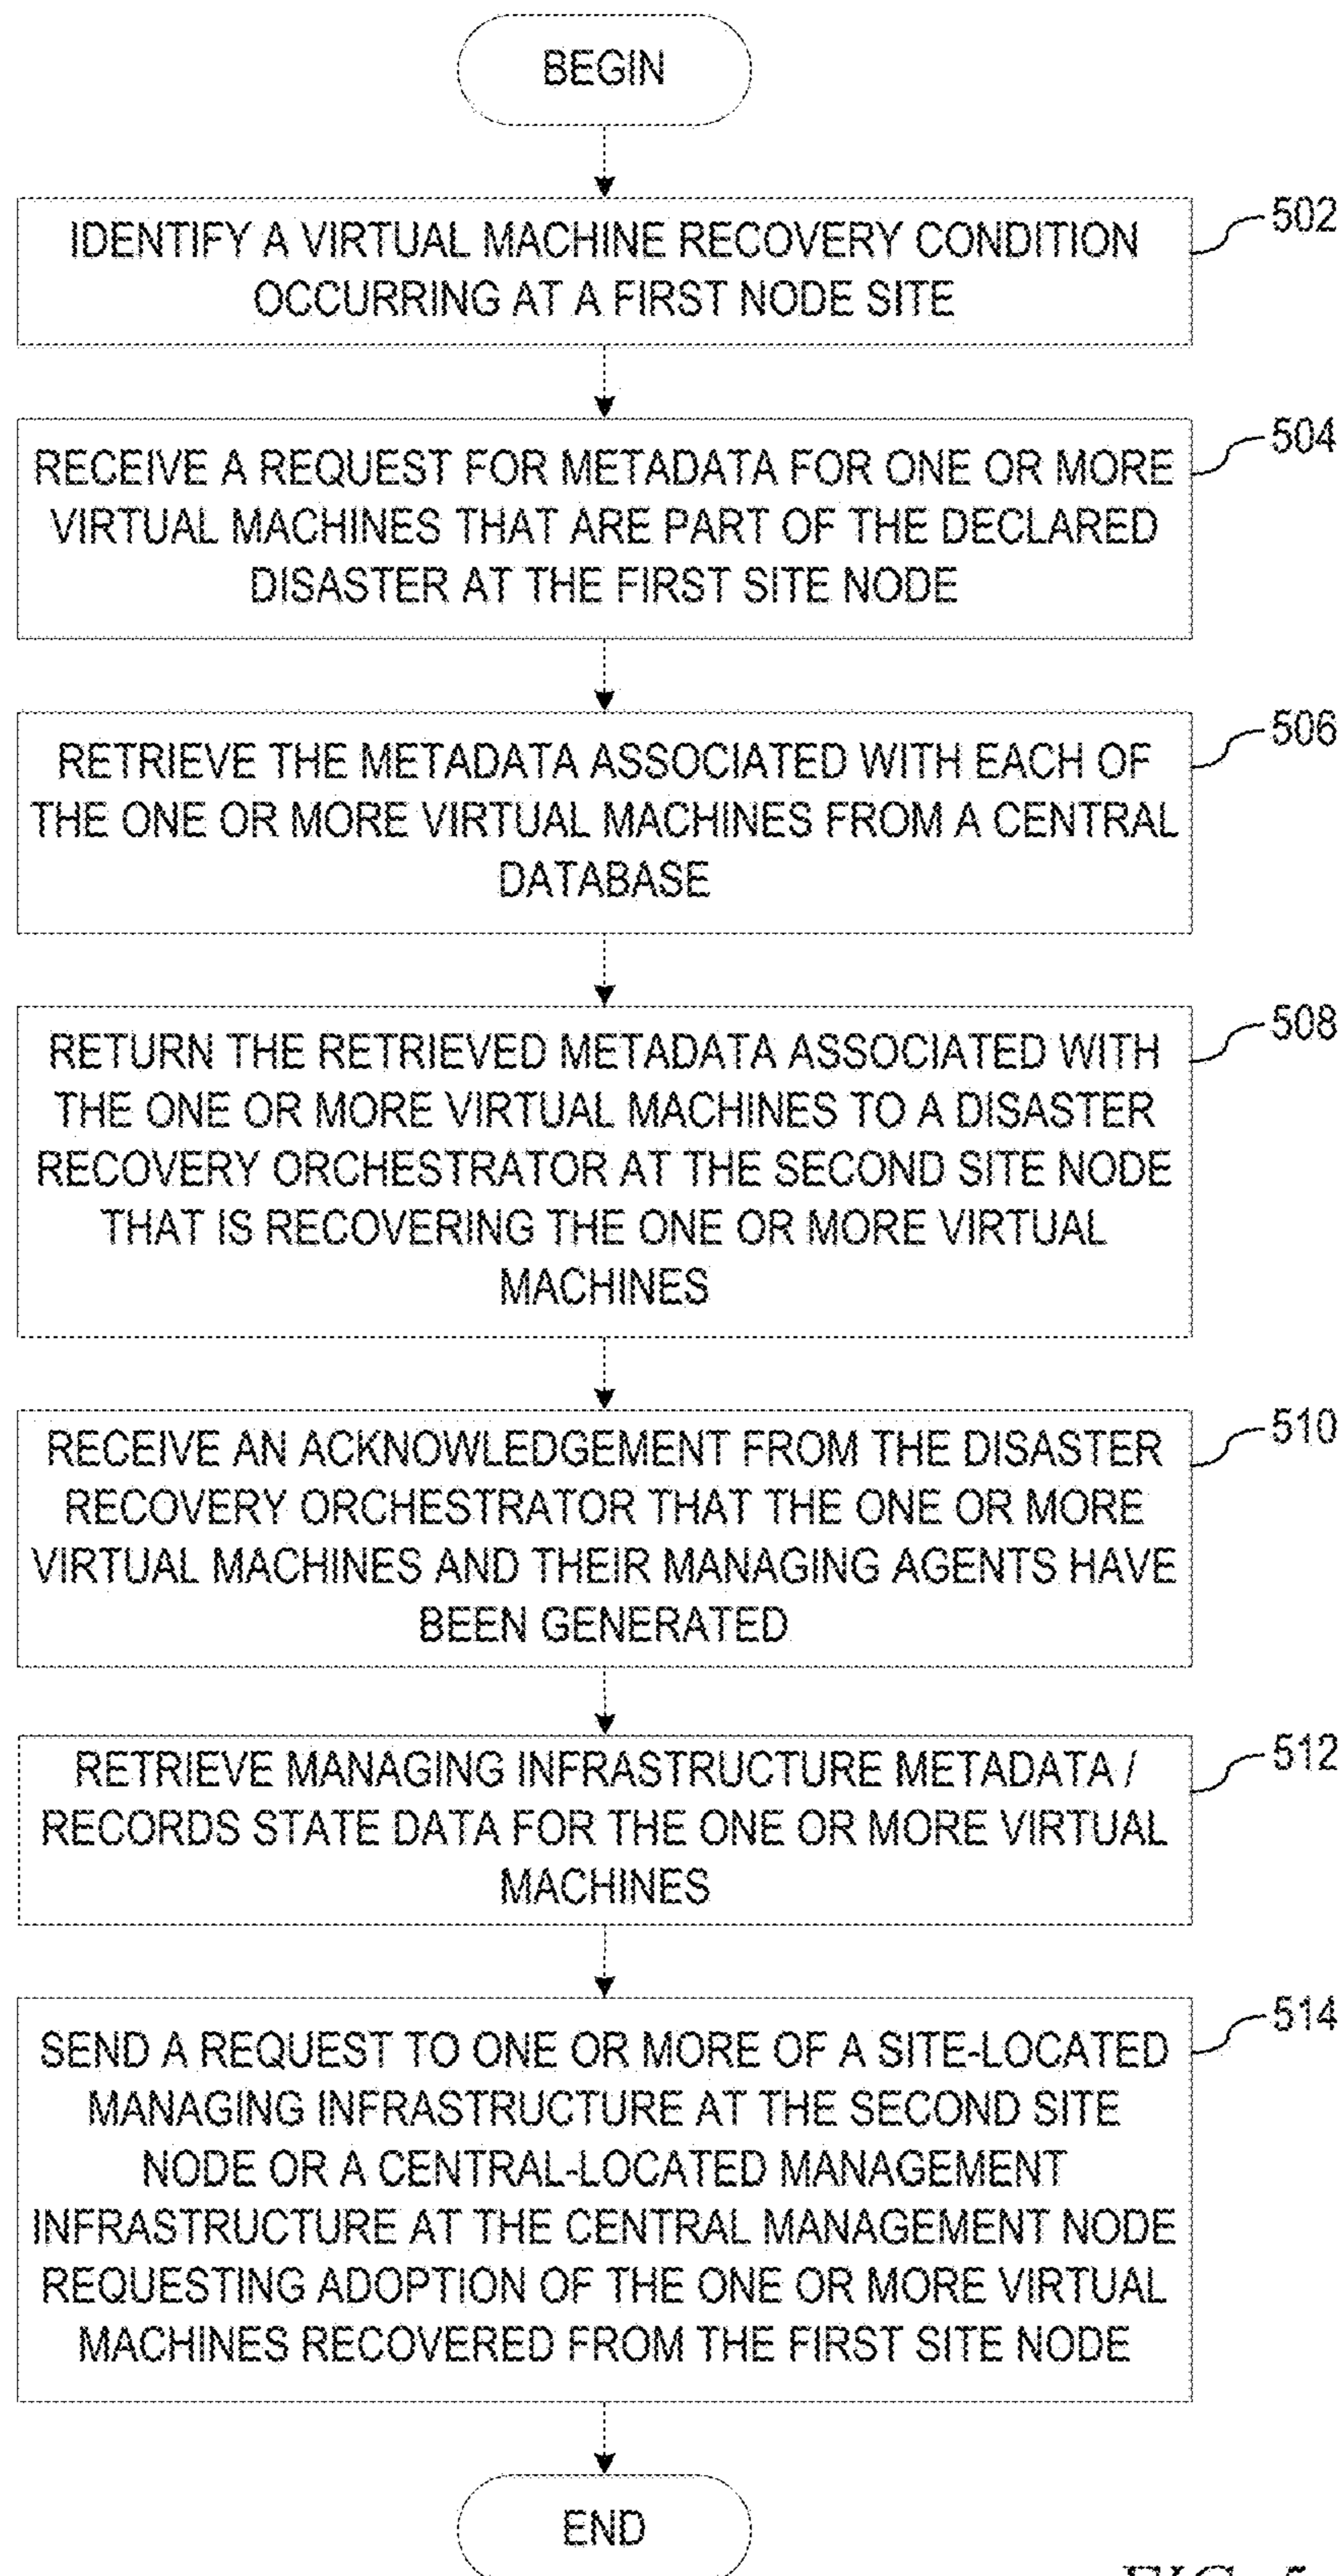 BEGIN
IDENTIFY A VIRTUAL MACHINE RECOVERY CONDITION
OCCURRING AT A FIRST NODE SITE
502
RECEIVE A REQUEST FOR METADATA FOR ONE OR MORE
VIRTUAL MACHINES THAT ARE PART OF THE DECLARED
DISASTER AT THE FIRST SITE NODE
504
RETRIEVE THE METADATA ASSOCIATED WITH EACH OF
THE ONE OR MORE VIRTUAL MACHINES FROM A CENTRAL
DATABASE
506
RETURN THE RETRIEVED METADATA ASSOCIATED WITH
THE ONE OR MORE VIRTUAL MACHINES TO A DISASTER
RECOVERY ORCHESTRATOR AT THE SECOND SITE NODE
THAT IS RECOVERING THE ONE OR MORE VIRTUAL
MACHINES
508
RECEIVE AN ACKNOWLEDGEMENT FROM THE DISASTER
RECOVERY ORCHESTRATOR THAT THE ONE OR MORE
VIRTUAL MACHINES AND THEIR MANAGING AGENTS HAVE
BEEN GENERATED
510
RETRIEVE MANAGING INFRASTRUCTURE METADATA /
RECORDS STATE DATA FOR THE ONE OR MORE VIRTUAL
MACHINES
512
SEND A REQUEST TO ONE OR MORE OF A SITE-LOCATED
MANAGING INFRASTRUCTURE AT THE SECOND SITE
NODE OR A CENTRAL-LOCATED MANAGEMENT
INFRASTRUCTURE AT THE CENTRAL MANAGEMENT NODE
REQUESTING ADOPTION OF THE ONE OR MORE VIRTUAL
MACHINES RECOVERED FROM THE FIRST SITE NODE
514
END